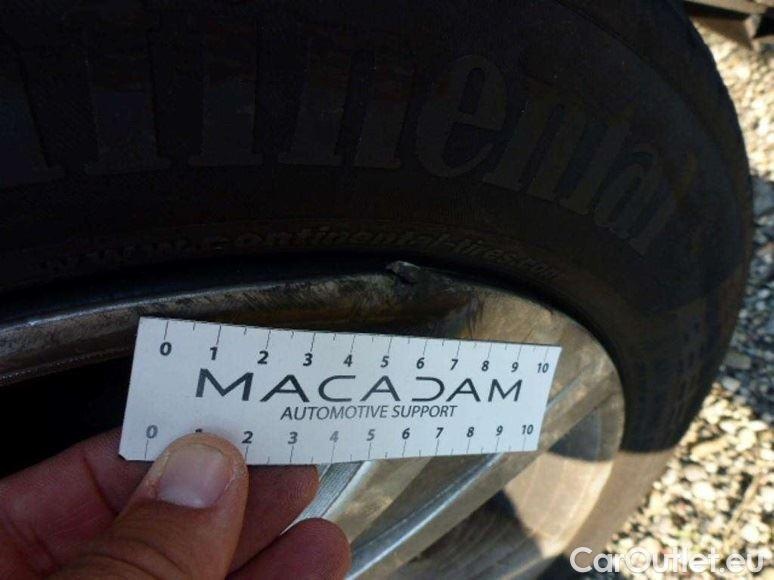 ntinental
www.continental-tires.com
0 1 2 3 4 5 6 7 8 9 10
MACADAM
AUTOMOTIVE SUPPORT
0 1 2 3 4 5 6 7 8 9 10
CarOutlet.eu